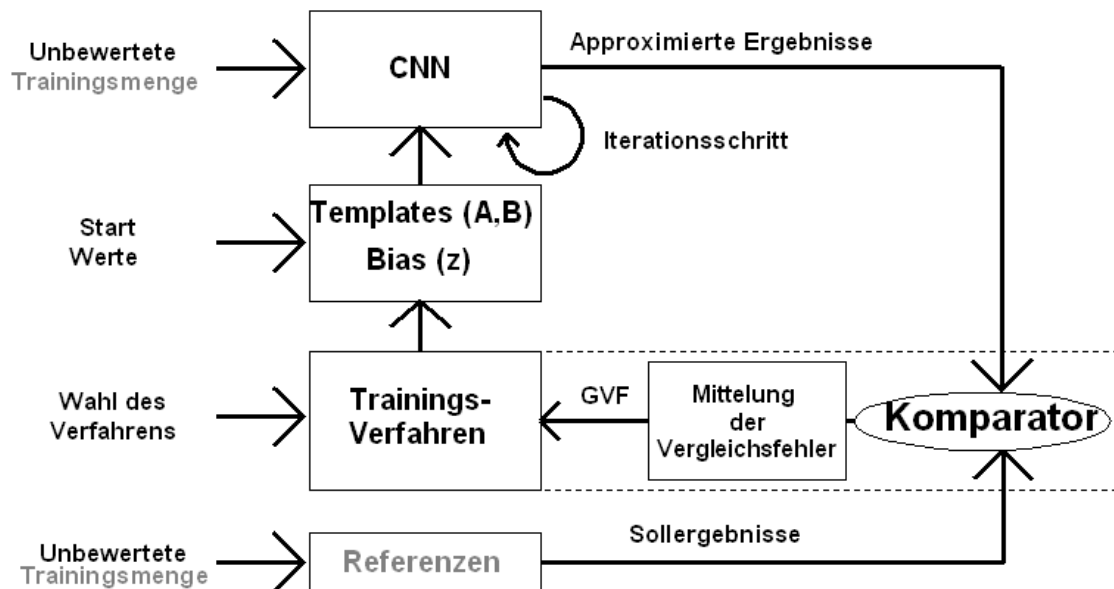 Unbewertete
Trainingsmenge
CNN
Approximierte Ergebnisse
Iterationsschritt
Start
Werte
Templates (A,B)
Bias (z)
Wahl des
Verfahrens
Trainings-
Verfahren
GVF
Mittelung
der
Vergleichsfehler
Komparator
Unbewertete
Trainingsmenge
Referenzen
Sollergebnisse